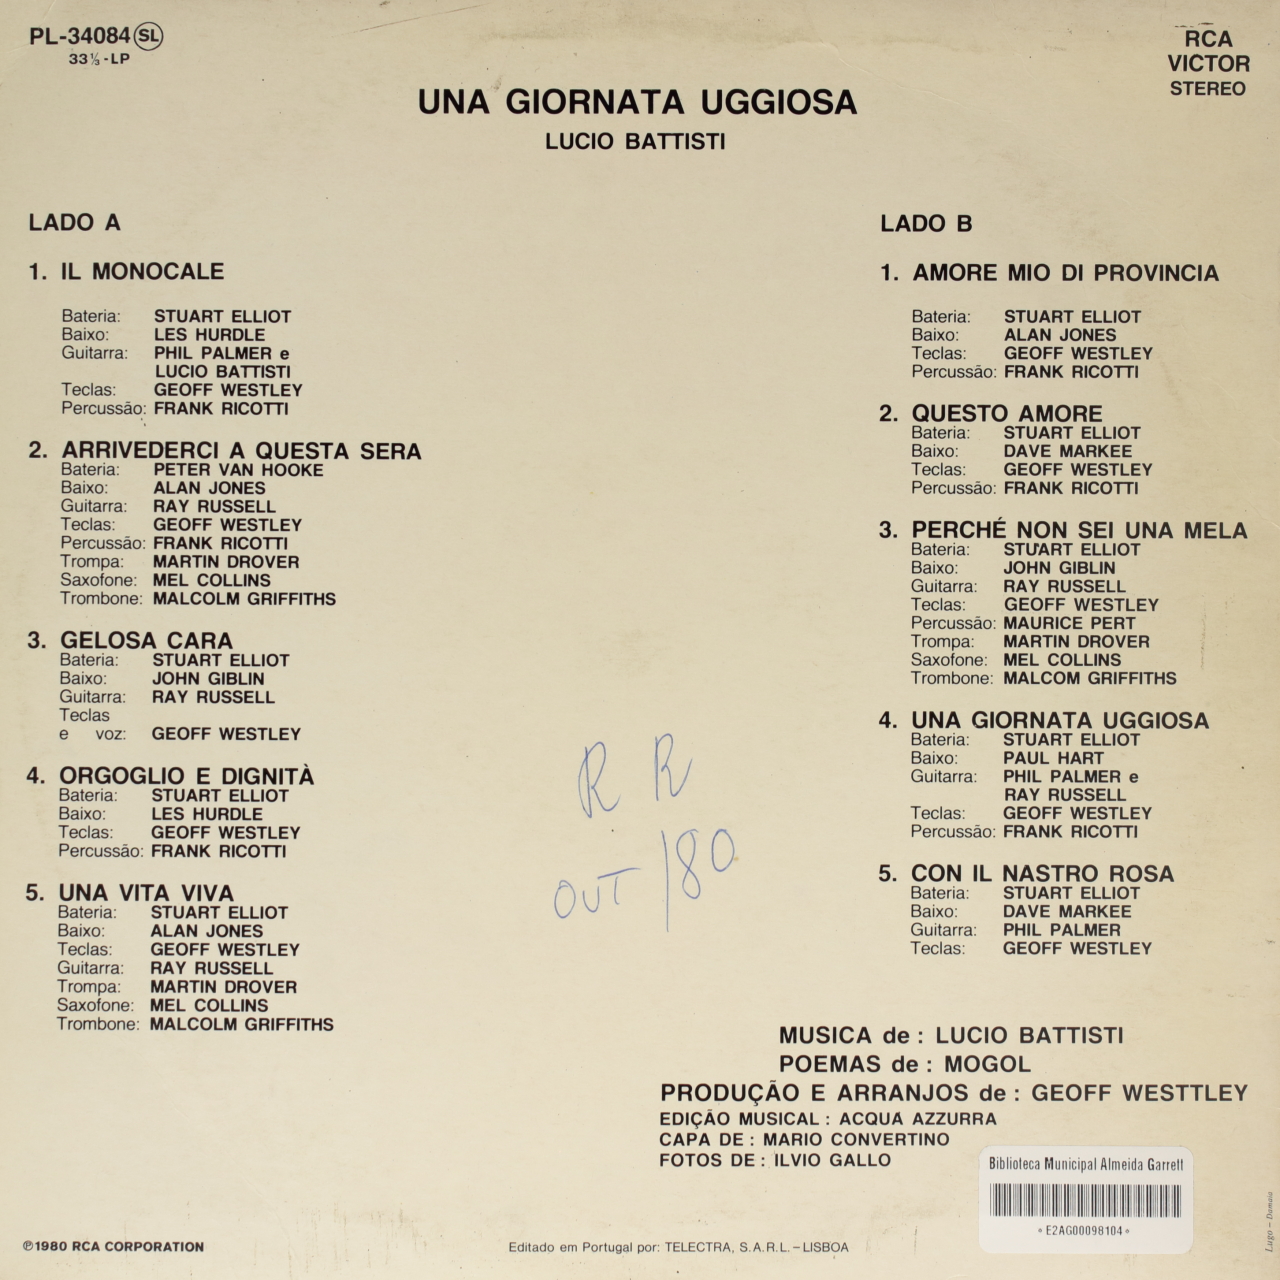 PL-34084 SL
33⅓-LP
RCA
VICTOR
STEREO
UNA GIORNATA UGGIOSA
LUCIO BATTISTI
LADO A
1. IL MONOCALE
Bateria: STUART ELLIOT
Baixo: LES HURDLE
Guitarra: PHIL PALMER e
LUCIO BATTISTI
Teclas: GEOFF WESTLEY
Percussão: FRANK RICOTTI
2. ARRIVEDERCI A QUESTA SERA
Bateria: PETER VAN HOOKE
Baixo: ALAN JONES
Guitarra: RAY RUSSELL
Teclas: GEOFF WESTLEY
Percussão: FRANK RICOTTI
Trompa: MARTIN DROVER
Saxofone: MEL COLLINS
Trombone: MALCOLM GRIFFITHS
3. GELOSA CARA
Bateria: STUART ELLIOT
Baixo: JOHN GIBLIN
Guitarra: RAY RUSSELL
Teclas
e voz: GEOFF WESTLEY
4. ORGOGLIO E DIGNITÀ
Bateria: STUART ELLIOT
Baixo: LES HURDLE
Teclas: GEOFF WESTLEY
Percussão: FRANK RICOTTI
5. UNA VITA VIVA
Bateria: STUART ELLIOT
Baixo: ALAN JONES
Teclas: GEOFF WESTLEY
Guitarra: RAY RUSSELL
Trompa: MARTIN DROVER
Saxofone: MEL COLLINS
Trombone: MALCOLM GRIFFITHS
R R
OUT/80
LADO B
1. AMORE MIO DI PROVINCIA
Bateria: STUART ELLIOT
Baixo: ALAN JONES
Teclas: GEOFF WESTLEY
Percussão: FRANK RICOTTI
2. QUESTO AMORE
Bateria: STUART ELLIOT
Baixo: DAVE MARKEE
Teclas: GEOFF WESTLEY
Percussão: FRANK RICOTTI
3. PERCHÉ NON SEI UNA MELA
Bateria: STUART ELLIOT
Baixo: JOHN GIBLIN
Guitarra: RAY RUSSELL
Teclas: GEOFF WESTLEY
Percussão: MAURICE PERT
Trompa: MARTIN DROVER
Saxofone: MEL COLLINS
Trombone: MALCOM GRIFFITHS
4. UNA GIORNATA UGGIOSA
Bateria: STUART ELLIOT
Baixo: PAUL HART
Guitarra: PHIL PALMER e
RAY RUSSELL
Teclas: GEOFF WESTLEY
Percussão: FRANK RICOTTI
5. CON IL NASTRO ROSA
Bateria: STUART ELLIOT
Baixo: DAVE MARKEE
Guitarra: PHIL PALMER
Teclas: GEOFF WESTLEY
MUSICA de : LUCIO BATTISTI
POEMAS de : MOGOL
PRODUÇÃO E ARRANJOS de : GEOFF WESTTLEY
EDIÇÃO MUSICAL : ACQUA AZZURRA
CAPA DE : MARIO CONVERTINO
FOTOS DE : ILVIO GALLO
Biblioteca Municipal Almeida Garrett
*E2AG00098104*
℗1980 RCA CORPORATION
Editado em Portugal por: TELECTRA, S.A.R.L. – LISBOA
Lugo – Damaia